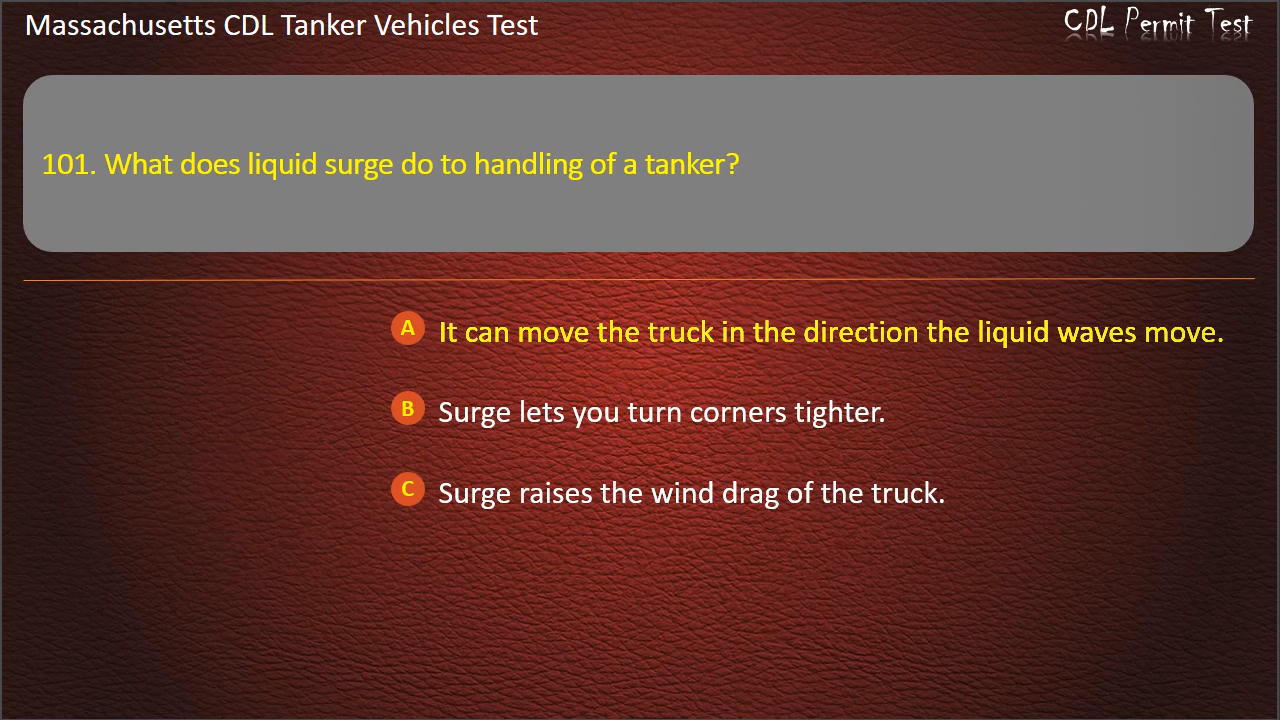 Massachusetts CDL Tanker Vehicles Test
CDL Permit Test
101. What does liquid surge do to handling of a tanker?
A It can move the truck in the direction the liquid waves move.
B Surge lets you turn corners tighter.
C Surge raises the wind drag of the truck.